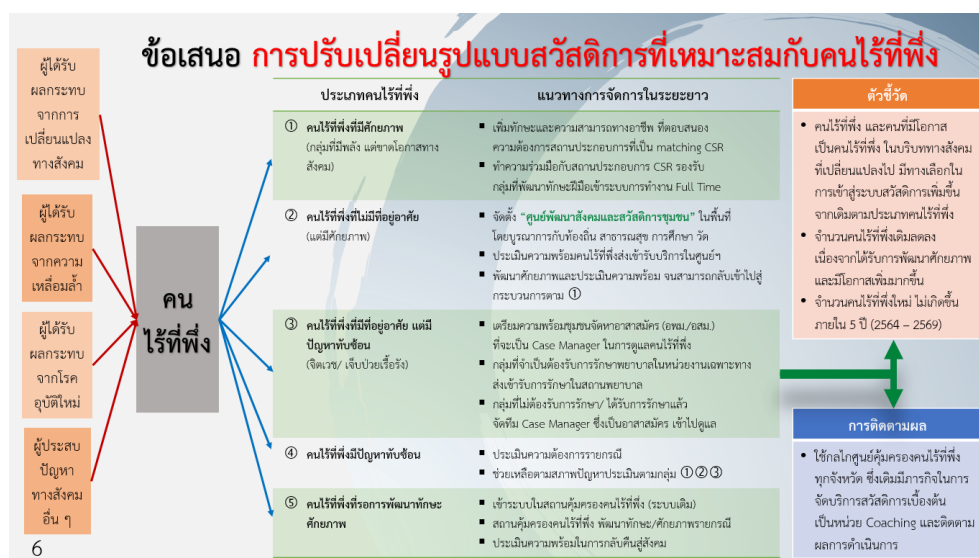 ข้อเสนอ การปรับเปลี่ยนรูปแบบสวัสดิการที่เหมาะสมกับคนไร้ที่พึ่ง
ผู้ได้รับ
ผลกระทบ
จากการ
เปลี่ยนแปลง
ทางสังคม
ผู้ได้รับ
ผลกระทบ
จากความ
เหลื่อมล้ำ
ผู้ได้รับ
ผลกระทบ
จากโรค
อุบัติใหม่
ผู้ประสบ
ปัญหา
ทางสังคม
อื่น ๆ
คน
ไร้ที่พึ่ง
ประเภทคนไร้ที่พึ่ง
แนวทางการจัดการในระยะยาว
① คนไร้ที่พึ่งที่มีศักยภาพ
(กลุ่มที่มีพลัง แต่ขาดโอกาสทาง
สังคม)
▪ เพิ่มทักษะและความสามารถทางอาชีพ ที่ตอบสนอง
ความต้องการสถานประกอบการที่เป็น matching CSR
▪ ทำความร่วมมือกับสถานประกอบการ CSR รองรับ
กลุ่มที่พัฒนาทักษะฝีมือเข้าระบบการทำงาน Full Time
② คนไร้ที่พึ่งที่ไม่มีที่อยู่อาศัย
(แต่มีศักยภาพ)
▪ จัดตั้ง “ศูนย์พัฒนาสังคมและสวัสดิการชุมชน” ในพื้นที่
โดยบูรณาการกับท้องถิ่น สาธารณสุข การศึกษา วัด
▪ ประเมินความพร้อมคนไร้ที่พึ่งส่งเข้ารับบริการในศูนย์ฯ
▪ พัฒนาศักยภาพและประเมินความพร้อม จนสามารถกลับเข้าไปสู่
กระบวนการตาม ①
③ คนไร้ที่พึ่งที่มีที่อยู่อาศัย แต่มี
ปัญหาทับซ้อน
(จิตเวช/ เจ็บป่วยเรื้อรัง)
▪ เตรียมความพร้อมชุมชนจัดหาอาสาสมัคร (อพม./อสม.)
ที่จะเป็น Case Manager ในการดูแลคนไร้ที่พึ่ง
▪ กลุ่มที่จำเป็นต้องรับการรักษาพยาบาลในหน่วยงานเฉพาะทาง
ส่งเข้ารับการรักษาในสถานพยาบาล
▪ กลุ่มที่ไม่ต้องรับการรักษา/ ได้รับการรักษาแล้ว
จัดทีม Case Manager ซึ่งเป็นอาสาสมัคร เข้าไปดูแล
④ คนไร้ที่พึ่งมีปัญหาทับซ้อน
▪ ประเมินความต้องการรายกรณี
▪ ช่วยเหลือตามสภาพปัญหาประเมินตามกลุ่ม ①②③
⑤ คนไร้ที่พึ่งที่รอการพัฒนาทักษะ
ศักยภาพ
▪ เข้าระบบในสถานคุ้มครองคนไร้ที่พึ่ง (ระบบเดิม)
▪ สถานคุ้มครองคนไร้ที่พึ่ง พัฒนาทักษะ/ศักยภาพรายกรณี
▪ ประเมินความพร้อมในการกลับคืนสู่สังคม
ตัวชี้วัด
• คนไร้ที่พึ่ง และคนที่มีโอกาส
เป็นคนไร้ที่พึ่ง ในบริบททางสังคม
ที่เปลี่ยนแปลงไป มีทางเลือกใน
การเข้าสู่ระบบสวัสดิการเพิ่มขึ้น
จากเดิมตามประเภทคนไร้ที่พึ่ง
• จำนวนคนไร้ที่พึ่งเดิมลดลง
เนื่องจากได้รับการพัฒนาศักยภาพ
และมีโอกาสเพิ่มมากขึ้น
• จำนวนคนไร้ที่พึ่งใหม่ ไม่เกิดขึ้น
ภายใน 5 ปี (2564 – 2569)
การติดตามผล
• ใช้กลไกศูนย์คุ้มครองคนไร้ที่พึ่ง
ทุกจังหวัด ซึ่งเดิมมีภารกิจในการ
จัดบริการสวัสดิการเบื้องต้น
เป็นหน่วย Coaching และติดตาม
ผลการดำเนินการ
6